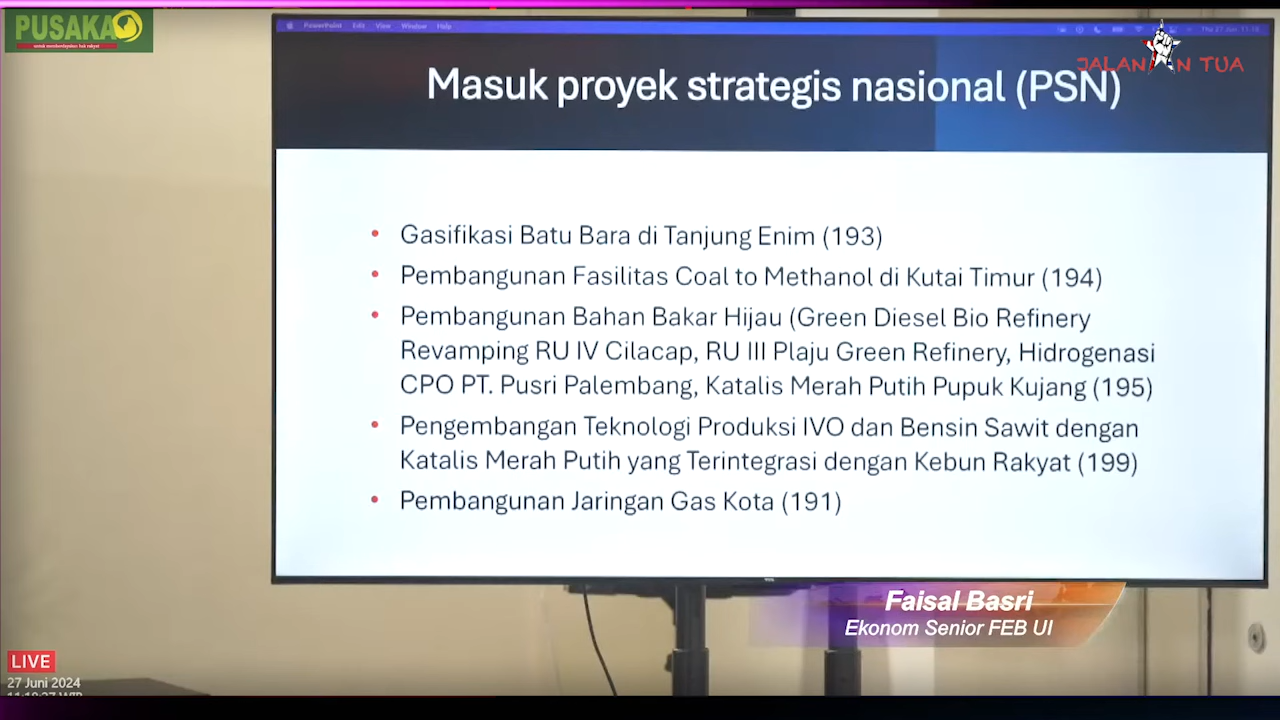 PUSAKA
untuk memberdayakan hak rakyat
PowerPoint Edit View Window Help
JALANAN TUA
Masuk proyek strategis nasional (PSN)
• Gasifikasi Batu Bara di Tanjung Enim (193)
• Pembangunan Fasilitas Coal to Methanol di Kutai Timur (194)
• Pembangunan Bahan Bakar Hijau (Green Diesel Bio Refinery
Revamping RU IV Cilacap, RU III Plaju Green Refinery, Hidrogenasi
CPO PT. Pusri Palembang, Katalis Merah Putih Pupuk Kujang (195)
• Pengembangan Teknologi Produksi IVO dan Bensin Sawit dengan
Katalis Merah Putih yang Terintegrasi dengan Kebun Rakyat (199)
• Pembangunan Jaringan Gas Kota (191)
TCL
Faisal Basri
Ekonom Senior FEB UI
LIVE
27 Juni 2024